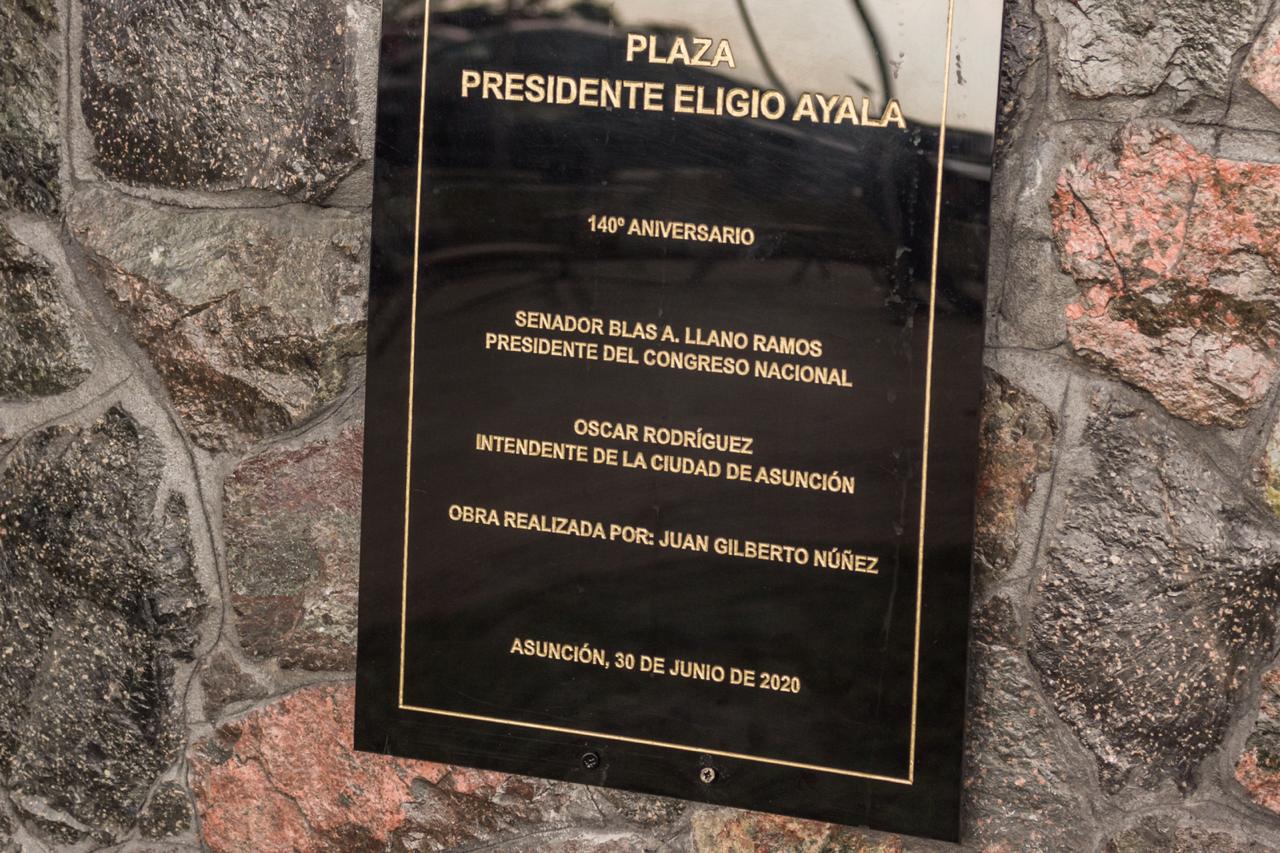 PLAZA
PRESIDENTE ELIGIO AYALA
140º ANIVERSARIO
SENADOR BLAS A. LLANO RAMOS
PRESIDENTE DEL CONGRESO NACIONAL
OSCAR RODRÍGUEZ
INTENDENTE DE LA CIUDAD DE ASUNCIÓN
OBRA REALIZADA POR: JUAN GILBERTO NÚÑEZ
ASUNCIÓN, 30 DE JUNIO DE 2020